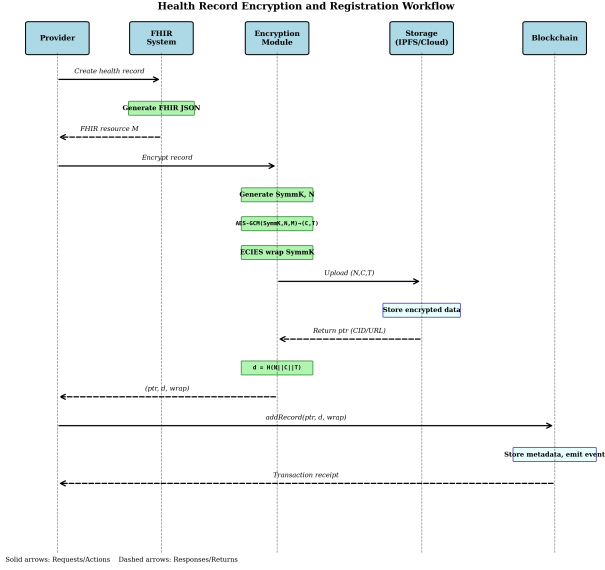 Health Record Encryption and Registration Workflow
Provider
FHIR
System
Encryption
Module
Storage
(IPFS/Cloud)
Blockchain
Create health record
Generate FHIR JSON
FHIR resource M
Encrypt record
Generate SymmK, N
AES-GCM(SymmK,N,M)→(C,T)
ECIES wrap SymmK
Upload (N,C,T)
Store encrypted data
Return ptr (CID/URL)
d = H(N||C||T)
(ptr, d, wrap)
addRecord(ptr, d, wrap)
Store metadata, emit event
Transaction receipt
Solid arrows: Requests/Actions    Dashed arrows: Responses/Returns